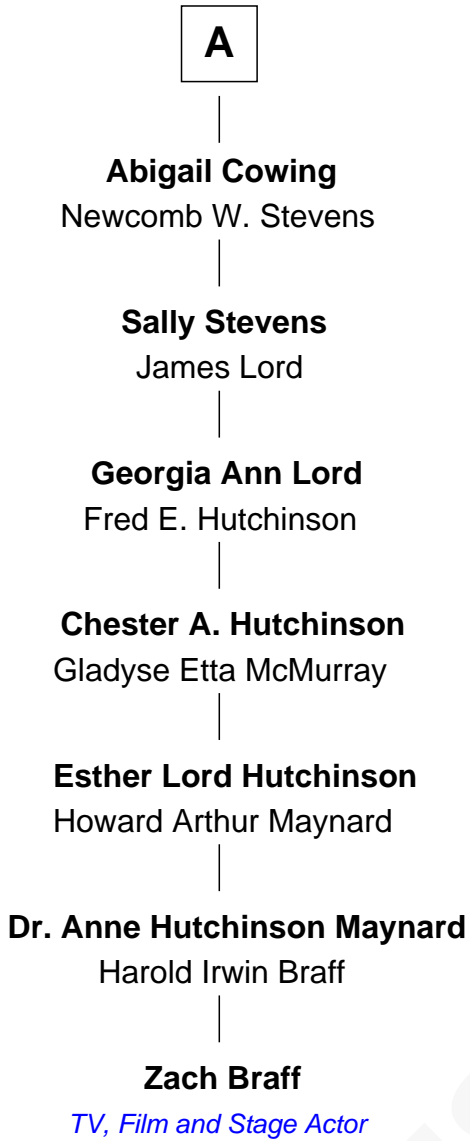 A
Abigail Cowing
Newcomb W. Stevens
Sally Stevens
James Lord
Georgia Ann Lord
Fred E. Hutchinson
Chester A. Hutchinson
Gladyse Etta McMurray
Esther Lord Hutchinson
Howard Arthur Maynard
Dr. Anne Hutchinson Maynard
Harold Irwin Braff
Zach Braff
TV, Film and Stage Actor